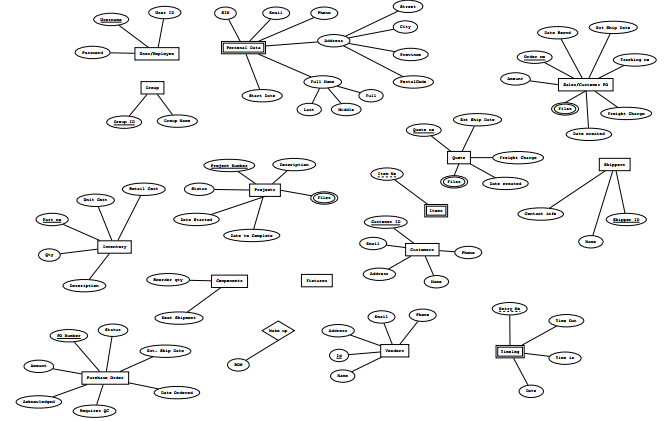 Username
User ID
Password
User/Employee
SIN
Email
Phone
Personal Data
Address
Street
City
Province
PostalCode
Full Name
Start Date
Last
Middle
Full
Group
Group ID
Group Name
Date Recvd
Est Ship Date
Order no
Tracking no
Amount
Sales/Customer PO
Files
Freight Charge
Date created
Quote no
Est Ship Date
Quote
Freight Charge
Files
Date created
Shippers
Contact info
Name
Shipper ID
Project Number
Description
Status
Projects
Files
Date Started
Date to Complete
Item No
Items
Retail Cost
Unit Cost
Part no
Inventory
Qty
Description
Customer ID
Email
Customers
Phone
Address
Name
Reorder qty
Components
Next Shipment
Fixtures
Make up
BOM
PO Number
Status
Est. Ship Date
Amount
Purchase Order
Date Ordered
Acknowledged
Requires QC
Email
Phone
Address
Id
Vendors
Name
Entry No
Time Out
Timelog
Time in
Date